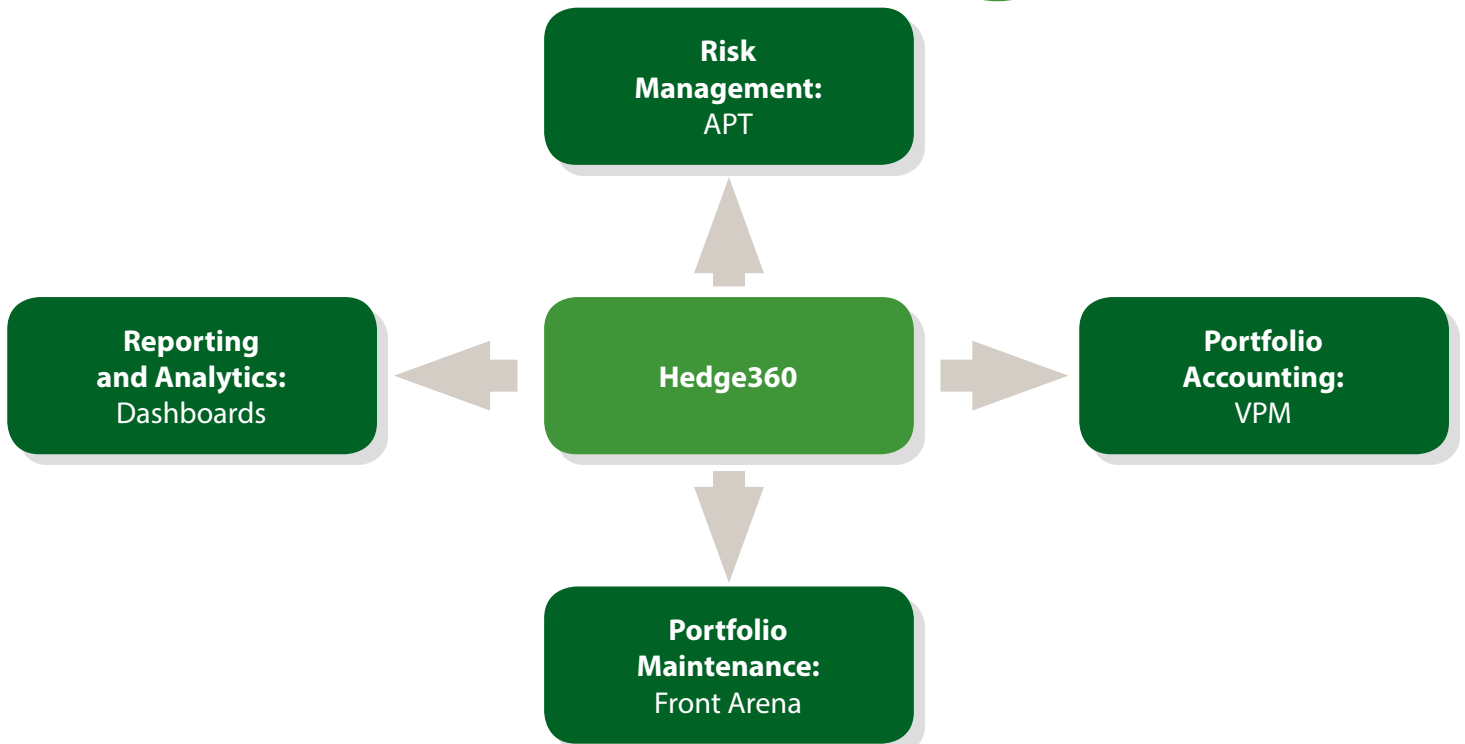 Risk
Management:
APT
Reporting
and Analytics:
Dashboards
Hedge360
Portfolio
Accounting:
VPM
Portfolio
Maintenance:
Front Arena